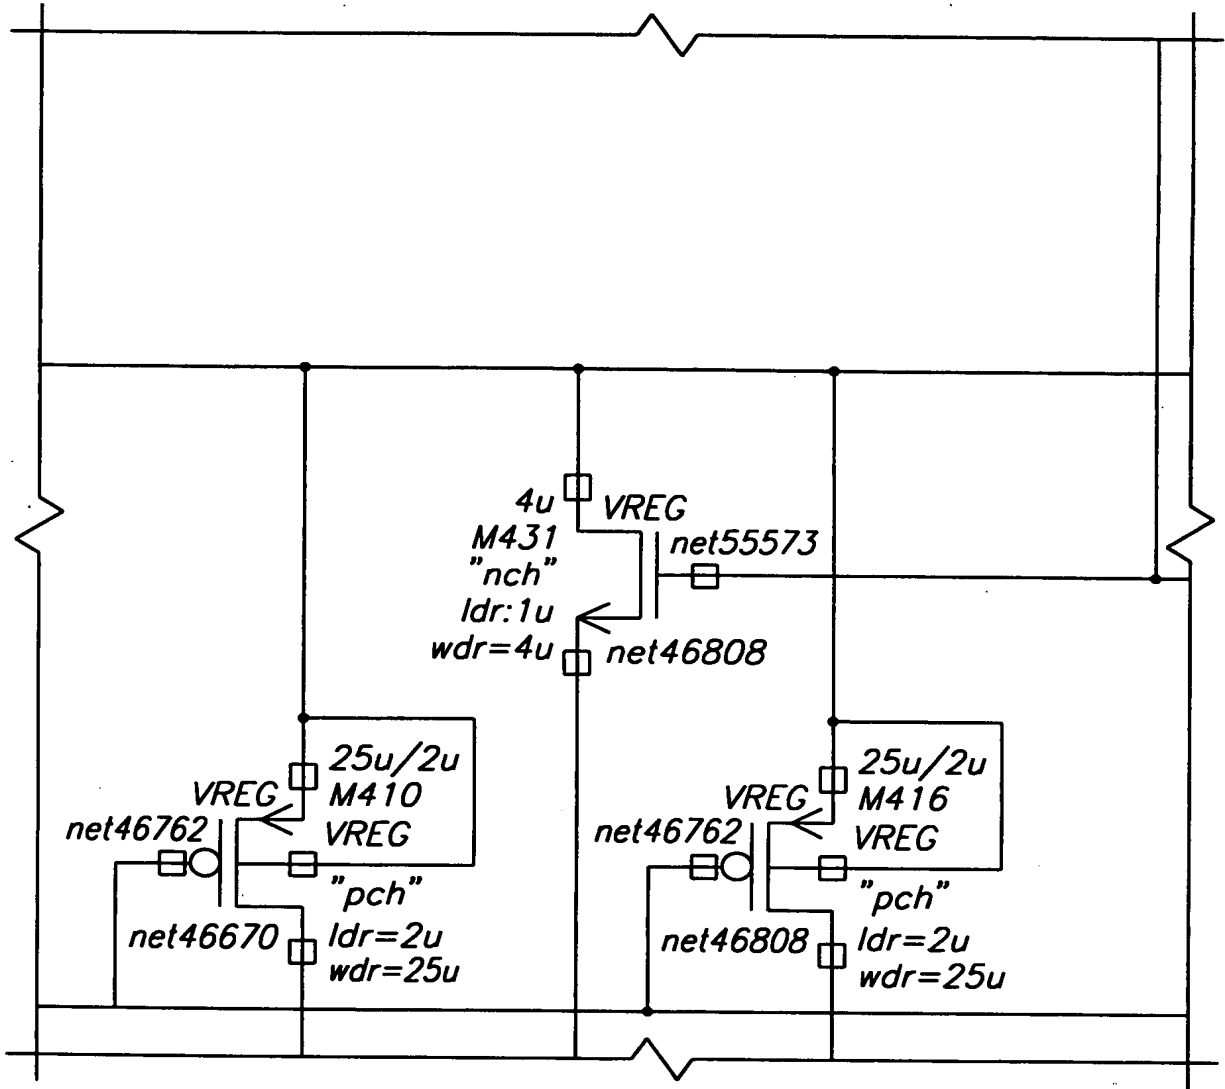 4u VREG
M431
"nch" net55573
ldr:1u
wdr=4u net46808
25u/2u
VREG M410
net46762 VREG
"pch"
net46670 ldr=2u
wdr=25u
25u/2u
VREG M416
net46762 VREG
"pch"
net46808 ldr=2u
wdr=25u